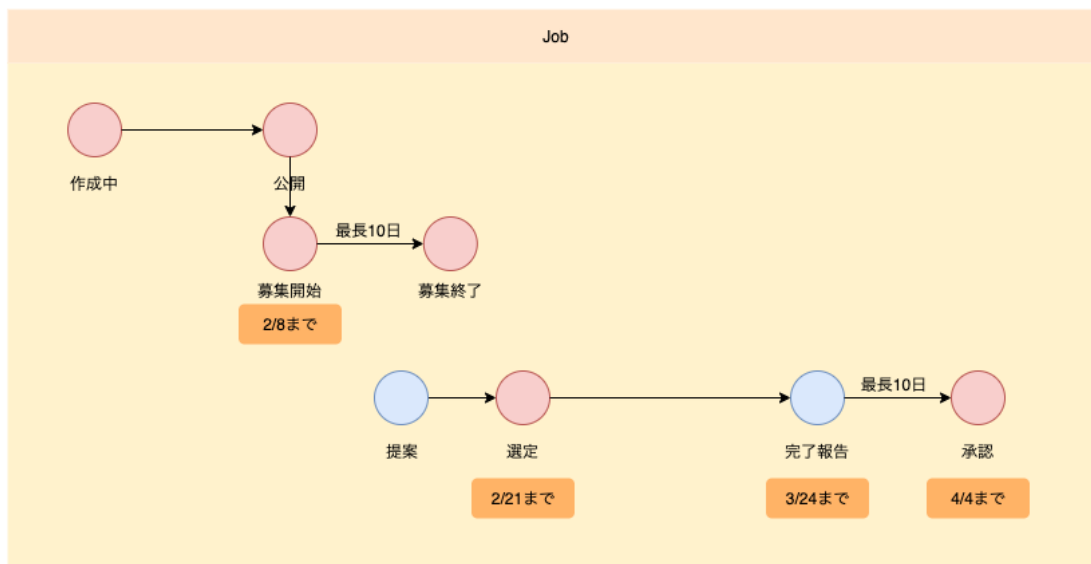 Job
作成中
公開
最長10日
募集開始
募集終了
2/8まで
最長10日
提案
選定
完了報告
承認
2/21まで
3/24まで
4/4まで